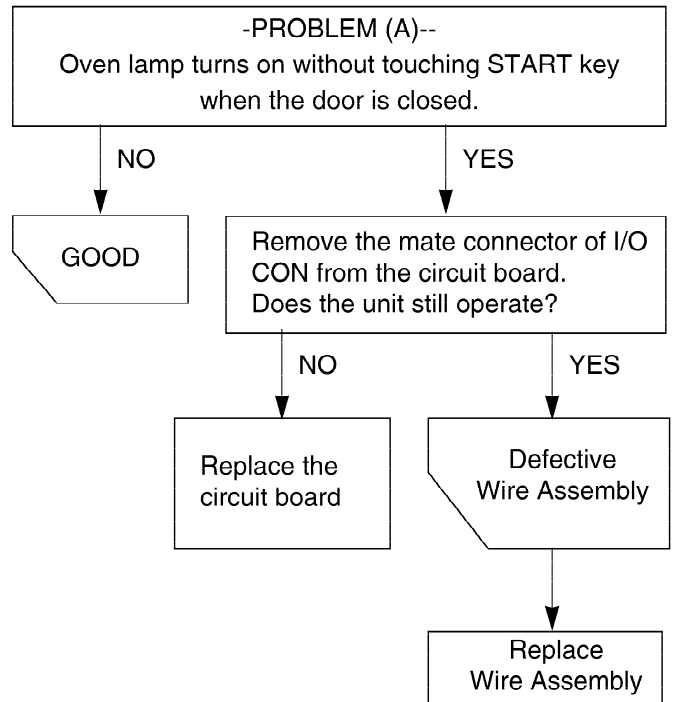 -PROBLEM (A)--
Oven lamp turns on without touching START key
when the door is closed.
NO
YES
GOOD
Remove the mate connector of I/O
CON from the circuit board.
Does the unit still operate?
NO
YES
Replace the
circuit board
Defective
Wire Assembly
Replace
Wire Assembly